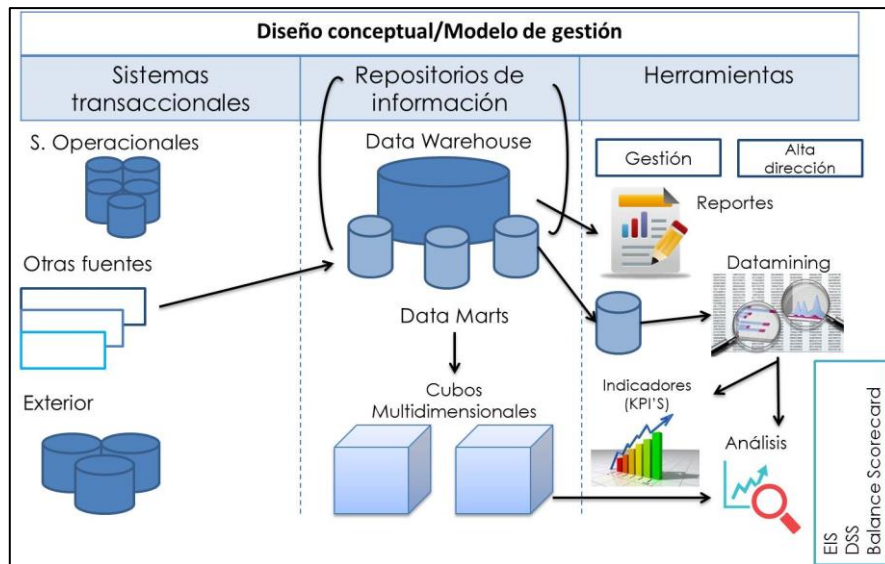 Diseño conceptual/Modelo de gestión
Sistemas
transaccionales
Repositorios de
información
Herramientas
S. Operacionales
Otras fuentes
Exterior
Data Warehouse
Data Marts
Cubos
Multidimensionales
Gestión
Alta
dirección
Reportes
Datamining
Indicadores
(KPI'S)
Análisis
EIS
DSS
Balance Scorecard